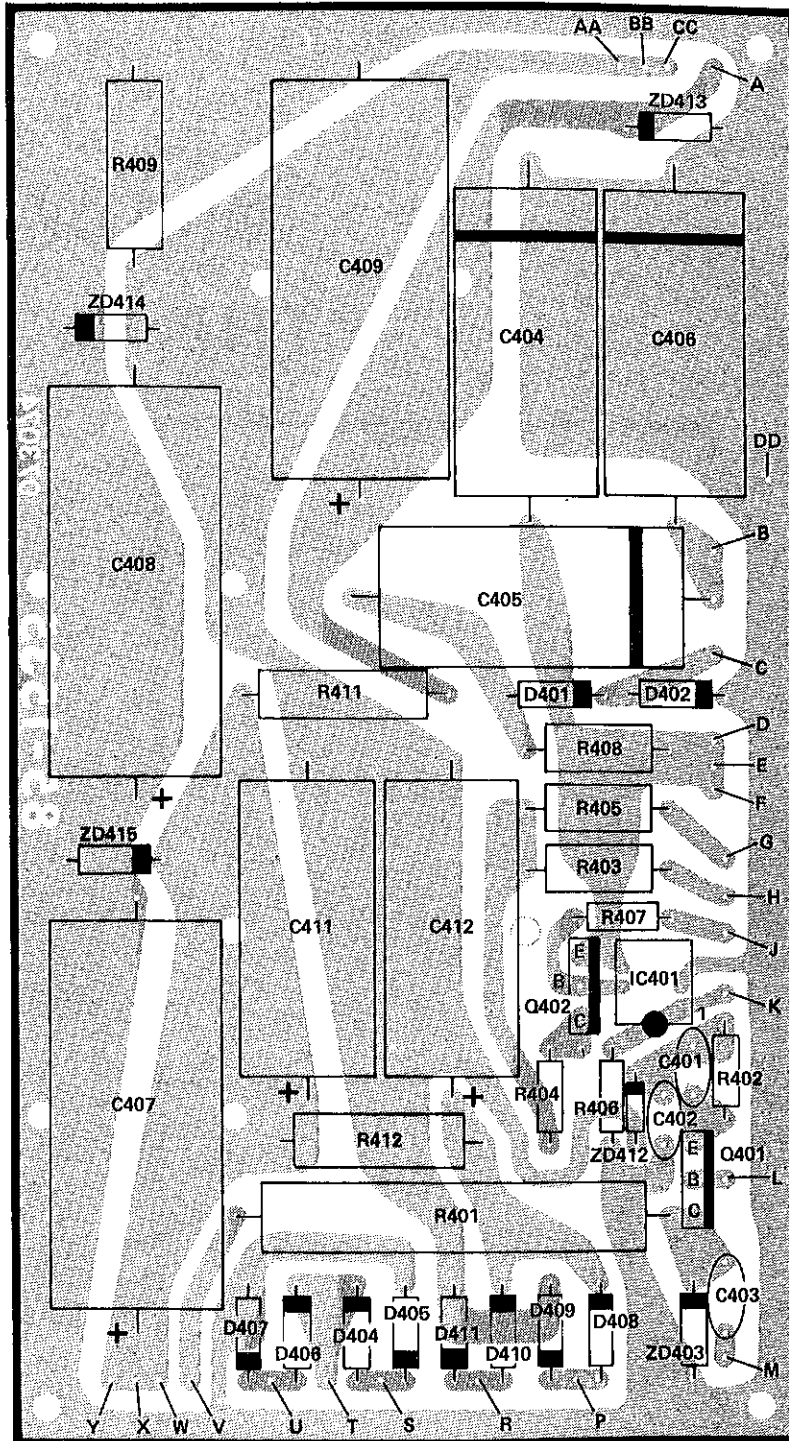 AA BB CC
A
ZD413
R409
C409
ZD414
C404
C406
DD
+
B
C408
C405
C
R411
D401
D402
D
R408
E
+
F
R405
ZD415
G
R403
H
R407
C411
C412
J
E
B
IC401
Q402
C
K
1
C401
R404
R406
R402
C407
+
+
C402
R412
ZD412
E
Q401
B
L
R401
C
D407
D406
D404
D405
D411
D410
D409
D408
C403
+
ZD403
M
Y X W V U T S R P